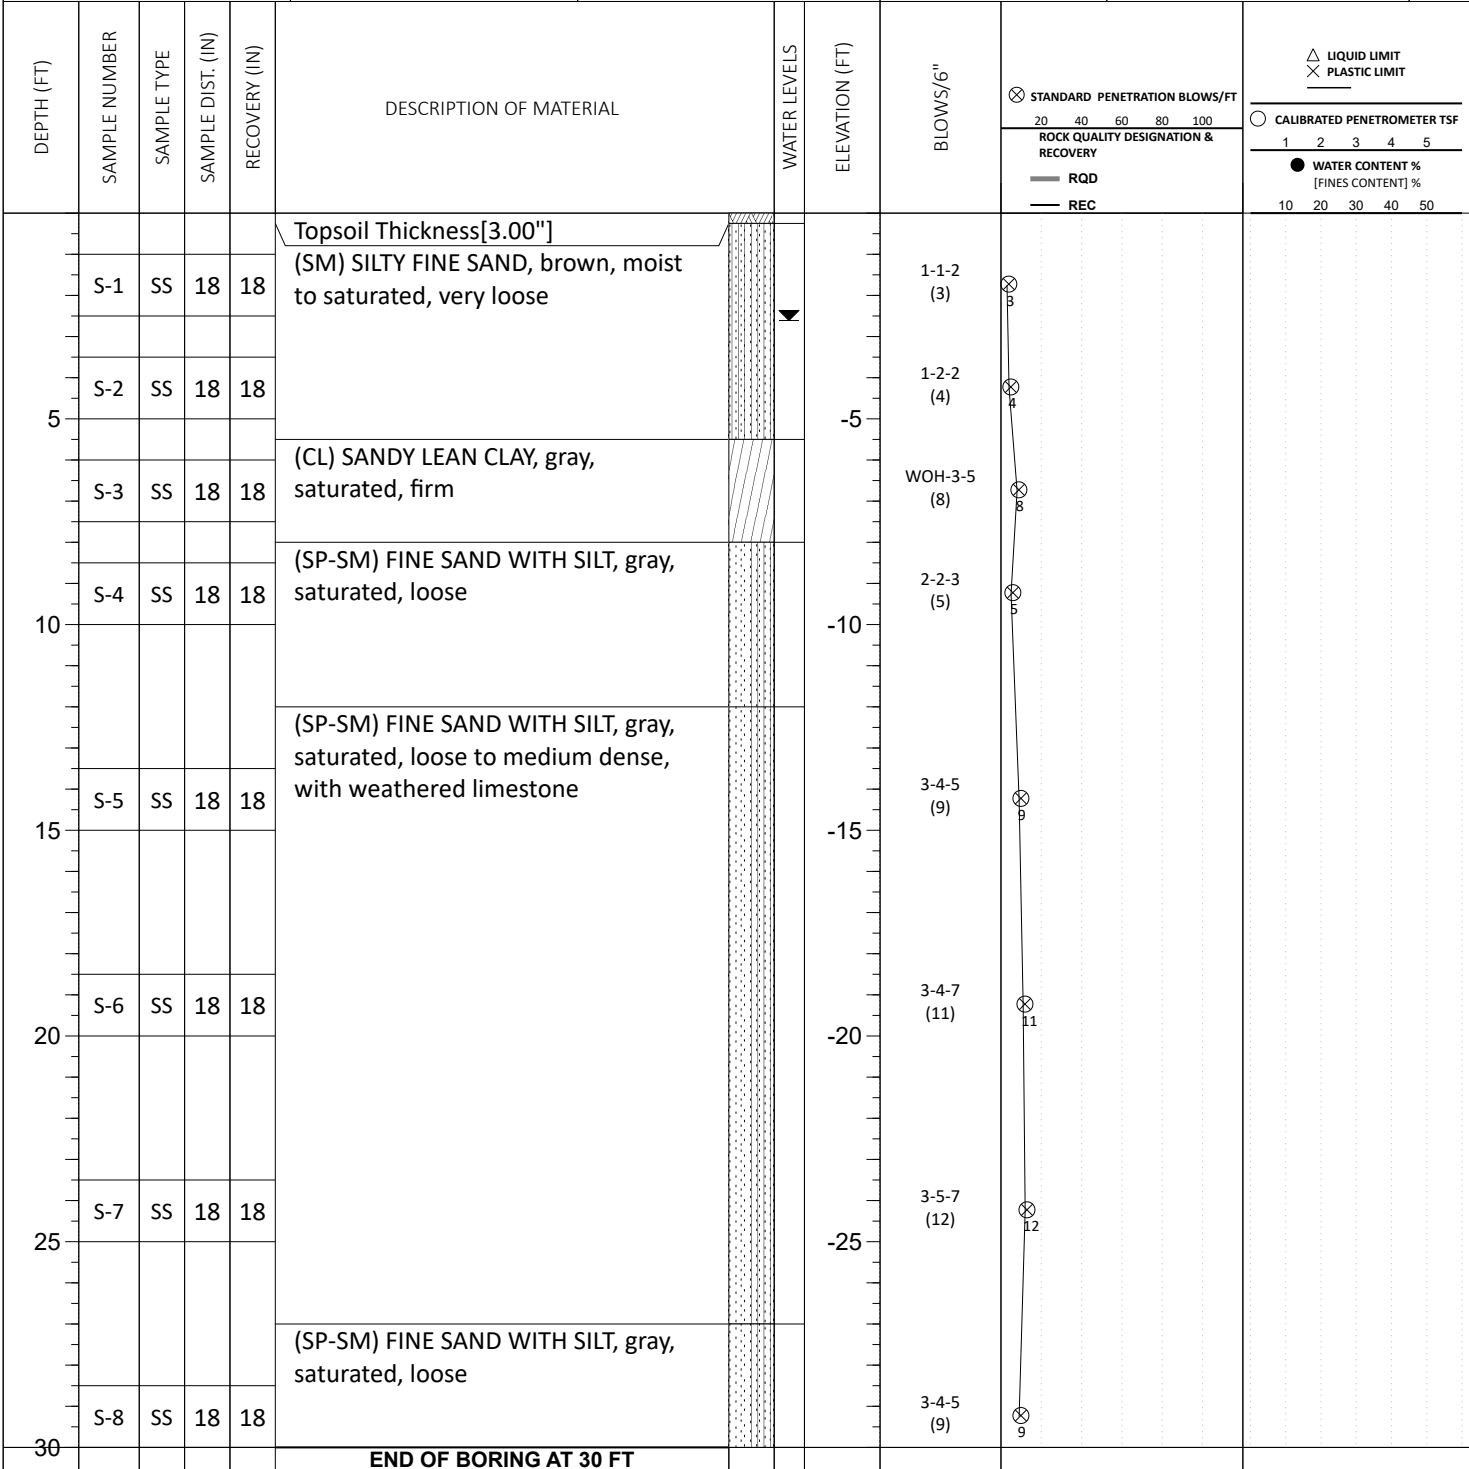 DEPTH (FT)
SAMPLE NUMBER
SAMPLE TYPE
SAMPLE DIST. (IN)
RECOVERY (IN)
DESCRIPTION OF MATERIAL
WATER LEVELS
ELEVATION (FT)
BLOWS/6"
STANDARD PENETRATION BLOWS/FT
20 40 60 80 100
ROCK QUALITY DESIGNATION &
RECOVERY
RQD
REC
LIQUID LIMIT
PLASTIC LIMIT
CALIBRATED PENETROMETER TSF
1 2 3 4 5
WATER CONTENT %
[FINES CONTENT] %
10 20 30 40 50
Topsoil Thickness[3.00"]
(SM) SILTY FINE SAND, brown, moist
to saturated, very loose
S-1 SS 18 18
1-1-2
(3)
3
S-2 SS 18 18
1-2-2
(4)
4
5 -5
(CL) SANDY LEAN CLAY, gray,
saturated, firm
S-3 SS 18 18
WOH-3-5
(8)
8
(SP-SM) FINE SAND WITH SILT, gray,
saturated, loose
S-4 SS 18 18
2-2-3
(5)
5
10 -10
(SP-SM) FINE SAND WITH SILT, gray,
saturated, loose to medium dense,
with weathered limestone
S-5 SS 18 18
3-4-5
(9)
9
15 -15
S-6 SS 18 18
3-4-7
(11)
11
20 -20
S-7 SS 18 18
3-5-7
(12)
12
25 -25
(SP-SM) FINE SAND WITH SILT, gray,
saturated, loose
S-8 SS 18 18
3-4-5
(9)
9
30
END OF BORING AT 30 FT